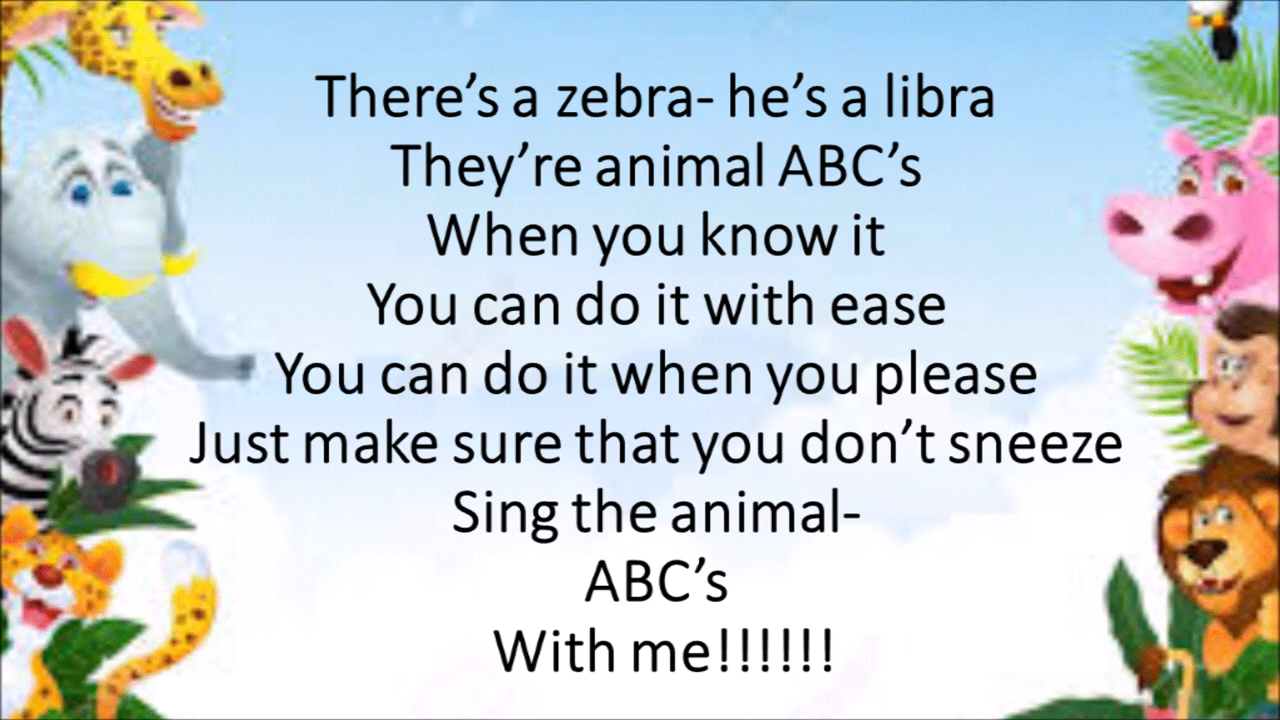 There’s a zebra- he’s a libra
They’re animal ABC’s
When you know it
You can do it with ease
You can do it when you please
Just make sure that you don’t sneeze
Sing the animal-
ABC’s
With me!!!!!!